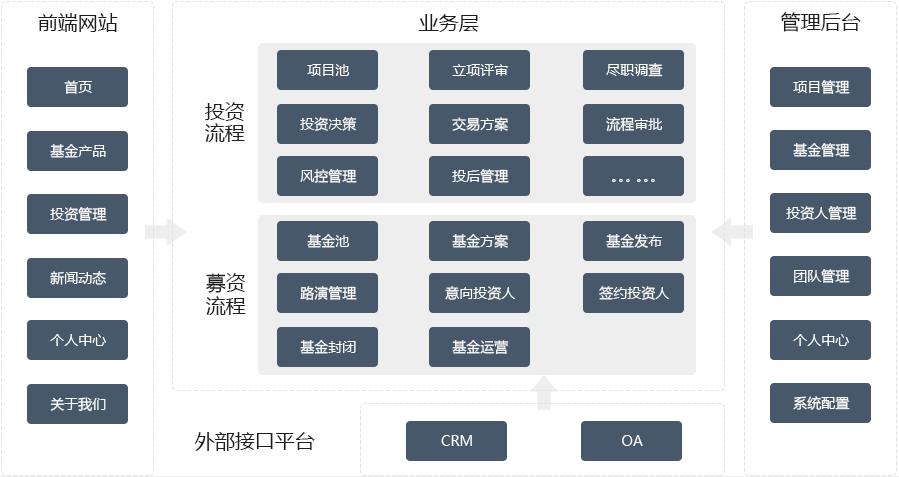 前端网站
首页
基金产品
投资管理
新闻动态
个人中心
关于我们
业务层
投资
流程
项目池
立项评审
尽职调查
投资决策
交易方案
流程审批
风控管理
投后管理
。。。 。。。
募资
流程
基金池
基金方案
基金发布
路演管理
意向投资人
签约投资人
基金封闭
基金运营
外部接口平台
CRM
OA
管理后台
项目管理
基金管理
投资人管理
团队管理
个人中心
系统配置